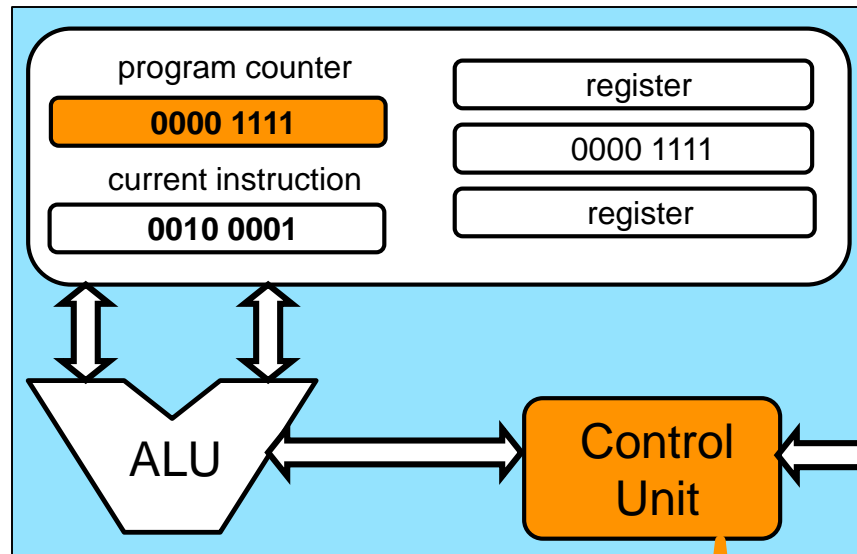 program counter
0000 1111
current instruction
0010 0001
register
0000 1111
register
ALU
Control
Unit